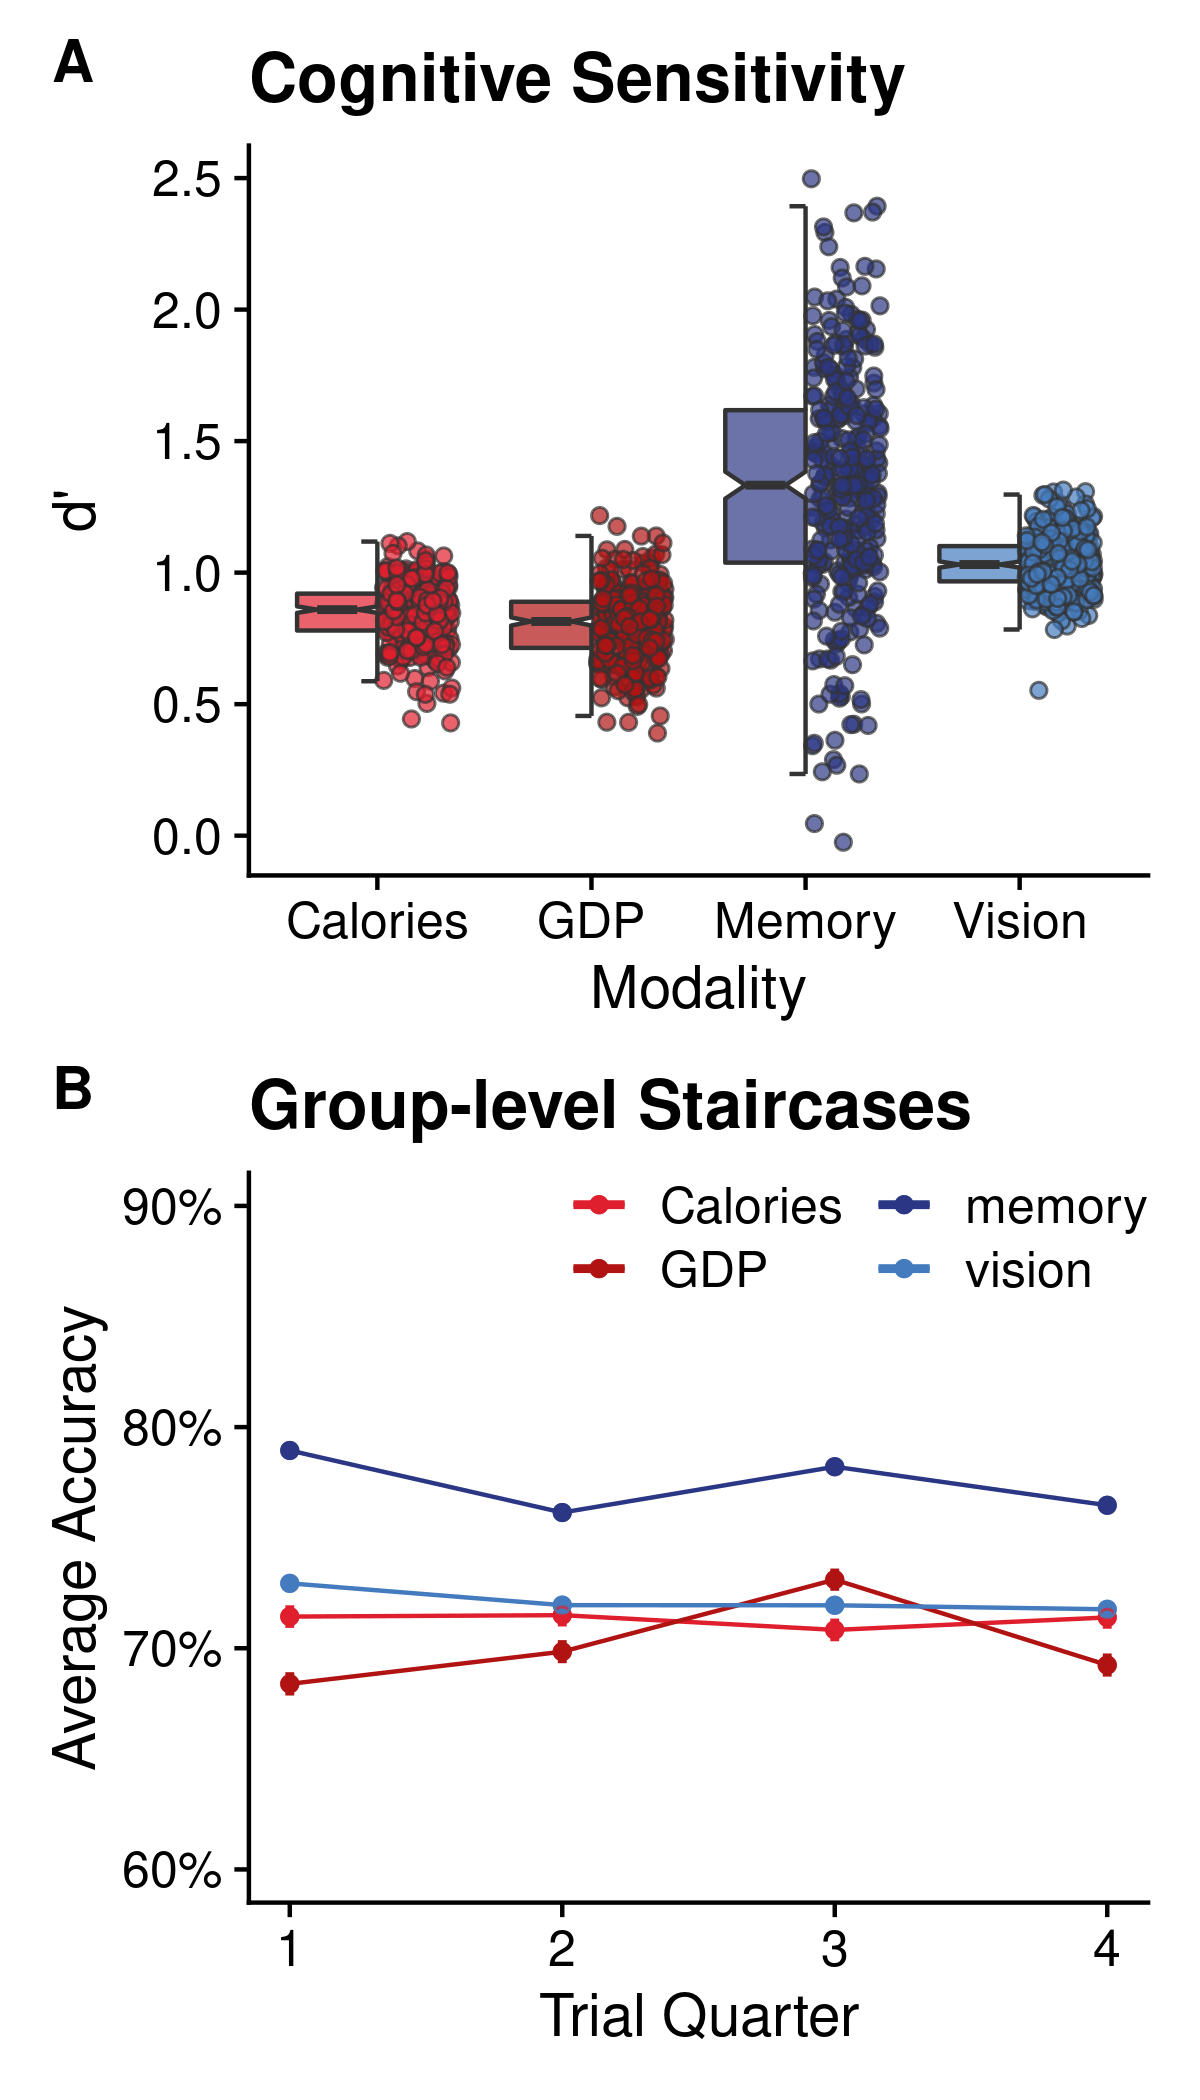 A
Cognitive Sensitivity
2.5
2.0
1.5
1.0
0.5
0.0
d'
Calories GDP Memory Vision
Modality
B
Group-level Staircases
Calories memory
GDP vision
90%
80%
70%
60%
Average Accuracy
1 2 3 4
Trial Quarter